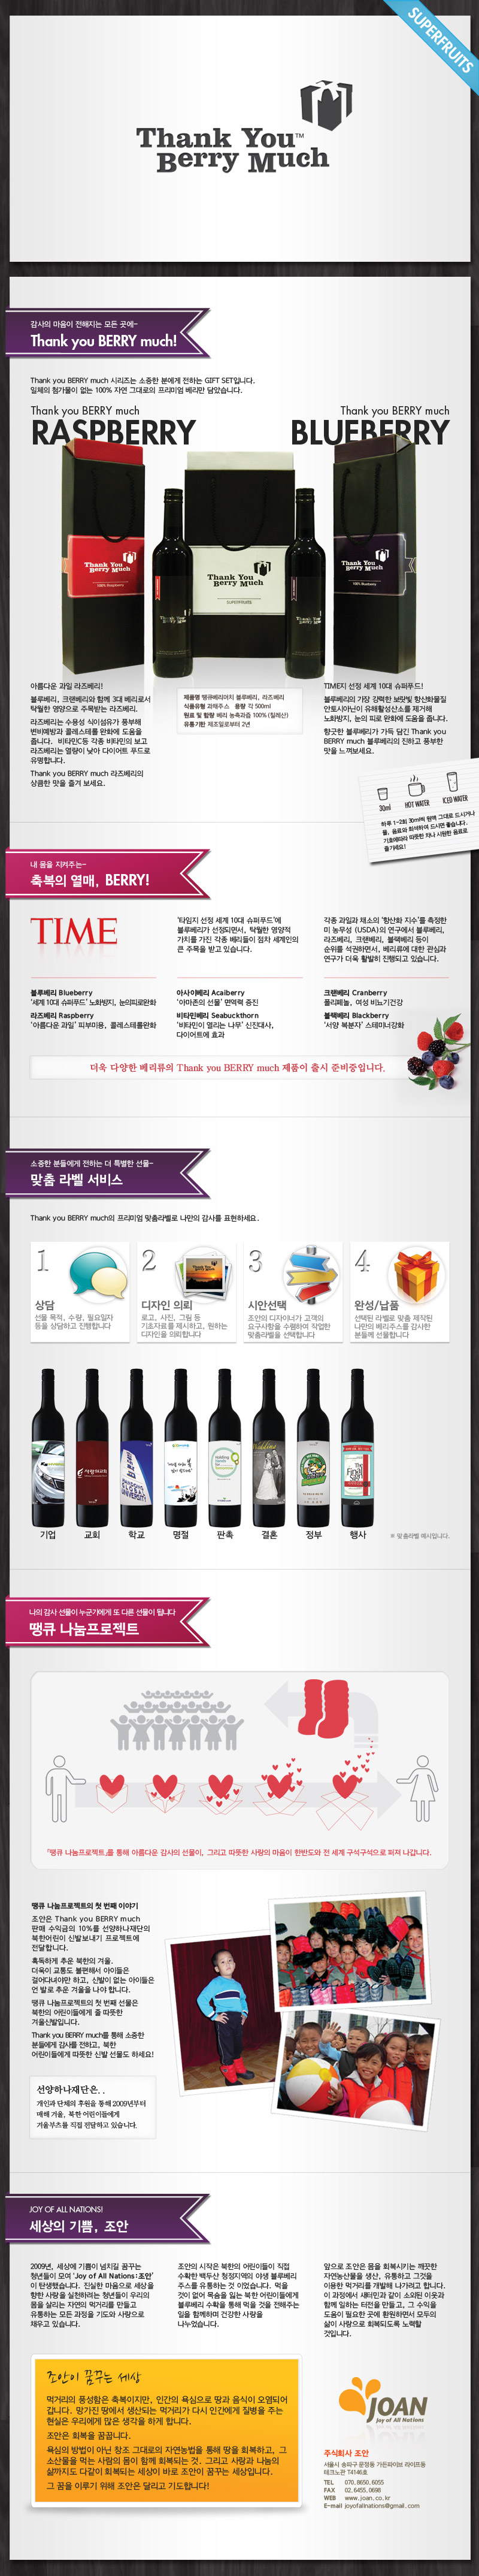 SUPERFRUITS
Thank You™
Berry Much
감사의 마음이 전해지는 모든 곳에~
Thank you BERRY much!
Thank you BERRY much 시리즈는 소중한 분에게 전하는 GIFT SET입니다.
일체의 첨가물이 없는 100% 자연 그대로의 프리미엄 베리만 담았습니다.
Thank you BERRY much
RASPBERRY
Thank you BERRY much
BLUEBERRY
Thank You
Berry Much
100% Raspberry
Thank You
Berry Much
SUPERFRUITS
Thank You
Berry Much
아름다운 과일 라즈베리!
블루베리, 크랜베리와 함께 3대 베리로서
탁월한 영양으로 주목받는 라즈베리.
라즈베리는 수용성 식이섬유가 풍부해
변비예방과 콜레스테롤 완화에 도움을
줍니다. 비타민C등 각종 비타민의 보고
라즈베리는 열량이 낮아 다이어트 푸드로
유명합니다.
Thank you BERRY much 라즈베리의
상큼한 맛을 즐겨 보세요.
제품명 땡큐베리머치 블루베리, 라즈베리
식품유형 과채주스 용량 각 500ml
원료 및 함량 베리 농축과즙 100% (칠레산)
유통기한 제조일로부터 2년
TIME지 선정 세계 10대 슈퍼푸드!
블루베리의 가장 강력한 보랏빛 항산화물질
안토시아닌이 유해활성산소를 제거해
노화방지, 눈의 피로 완화에 도움을 줍니다.
향긋한 블루베리가 가득 담긴 Thank you
BERRY much 블루베리의 진하고 풍부한
맛을 느껴보세요.
30ml HOT WATER ICED WATER
하루 1~2회 30ml씩 원액 그대로 드시거나
물, 음료와 희석하여 드시면 좋습니다.
기호에따라 따뜻한 차나 시원한 음료로
즐기세요!
내 몸을 지켜주는~
축복의 열매, BERRY!
TIME
'타임지 선정 세계 10대 슈퍼푸드'에
블루베리가 선정되면서, 탁월한 영양적
가치를 가진 각종 베리들이 점차 세계인의
큰 주목을 받고 있습니다.
각종 과일과 채소의 '항산화 지수'를 측정한
미 농무성 (USDA)의 연구에서 블루베리,
라즈베리, 크랜베리, 블랙베리 등이
순위를 석권하면서, 베리류에 대한 관심과
연구가 더욱 활발히 진행되고 있습니다.
블루베리 Blueberry
'세계 10대 슈퍼푸드' 노화방지, 눈의피로완화
라즈베리 Raspberry
'아름다운 과일' 피부미용, 콜레스테롤완화
아사이베리 Acaiberry
'아마존의 선물' 면역력 증진
비타민베리 Seabuckthorn
'비타민이 열리는 나무' 신진대사,
다이어트에 효과
크랜베리 Cranberry
폴리페놀, 여성 비뇨기건강
블랙베리 Blackberry
'서양 복분자' 스테미너강화
더욱 다양한 베리류의 Thank you BERRY much 제품이 출시 준비중입니다.
소중한 분들에게 전하는 더 특별한 선물~
맞춤 라벨 서비스
Thank you BERRY much의 프리미엄 맞춤라벨로 나만의 감사를 표현하세요.
1
상담
선물 목적, 수량, 필요일자
등을 상담하고 진행합니다
2
디자인 의뢰
로고, 사진, 그림 등
기초자료를 제시하고, 원하는
디자인을 의뢰합니다
3
시안선택
조안의 디자이너가 고객의
요구사항을 수렴하여 작업한
맞춤라벨을 선택합니다
4
완성/납품
선택된 라벨로 맞춤 제작된
나만의 베리주스를 감사한
분들께 선물합니다
기업 교회 학교 명절 판촉 결혼 정부 행사
※ 맞춤라벨 예시입니다.
나의 감사 선물이 누군가에게 또 다른 선물이 됩니다
땡큐 나눔프로젝트
「땡큐 나눔프로젝트」를 통해 아름다운 감사의 선물이, 그리고 따뜻한 사랑의 마음이 한반도와 전 세계 구석구석으로 퍼져 나갑니다.
땡큐 나눔프로젝트의 첫 번째 이야기
조안은 Thank you BERRY much
판매 수익금의 10%를 선양하나재단의
북한어린이 신발보내기 프로젝트에
전달합니다.
혹독하게 추운 북한의 겨울.
더욱이 교통도 불편해서 아이들은
걸어다녀야만 하고, 신발이 없는 아이들은
언 발로 추운 겨울을 나야 합니다.
땡큐 나눔프로젝트의 첫 번째 선물은
북한의 어린이들에게 줄 따뜻한
겨울신발입니다.
Thank you BERRY much를 통해 소중한
분들에게 감사를 전하고, 북한
어린이들에게 따뜻한 신발 선물도 하세요!
선양하나재단은..
개인과 단체의 후원을 통해 2009년부터
매해 겨울, 북한 어린이들에게
겨울부츠를 직접 전달하고 있습니다.
JOY OF ALL NATIONS!
세상의 기쁨, 조안
2009년, 세상에 기쁨이 넘치길 꿈꾸는
청년들이 모여 'Joy of All Nations:조안'
이 탄생했습니다. 진실한 마음으로 세상을
향한 사랑을 실천하려는 청년들이 우리의
몸을 살리는 자연의 먹거리를 만들고
유통하는 모든 과정을 기도와 사랑으로
채우고 있습니다.
조안의 시작은 북한의 어린이들이 직접
수확한 백두산 청정지역의 야생 블루베리
주스를 유통하는 것 이었습니다. 먹을
것이 없어 목숨을 잃는 북한 어린이들에게
블루베리 수확을 통해 먹을 것을 전해주는
일을 함께하며 건강한 사랑을
나누었습니다.
앞으로 조안은 몸을 회복시키는 깨끗한
자연농산물을 생산, 유통하고 그것을
이용한 먹거리를 개발해 나가려고 합니다.
이 과정에서 새터민과 같이 소외된 이웃과
함께 일하는 터전을 만들고, 그 수익을
도움이 필요한 곳에 환원하면서 모두의
삶이 사랑으로 회복되도록 노력할
것입니다.
조안이 꿈꾸는 세상
먹거리의 풍성함은 축복이지만, 인간의 욕심으로 땅과 음식이 오염되어
갑니다. 망가진 땅에서 생산되는 먹거리가 다시 인간에게 질병을 주는
현실은 우리에게 많은 생각을 하게 합니다.
조안은 회복을 꿈꿉니다.
욕심의 방법이 아닌 창조 그대로의 자연농법을 통해 땅을 회복하고, 그
소산물을 먹는 사람의 몸이 함께 회복되는 것. 그리고 사랑과 나눔의
삶까지도 다같이 회복되는 세상이 바로 조안이 꿈꾸는 세상입니다.
그 꿈을 이루기 위해 조안은 달리고 기도합니다!
JOAN
Joy of All Nations
주식회사 조안
서울시 송파구 문정동 가든파이브 라이프동
테크노관 T4146호
TEL 070.8650.6055
FAX 02.6455.0698
WEB www.joan.co.kr
E-mail joyofallnations@gmail.com